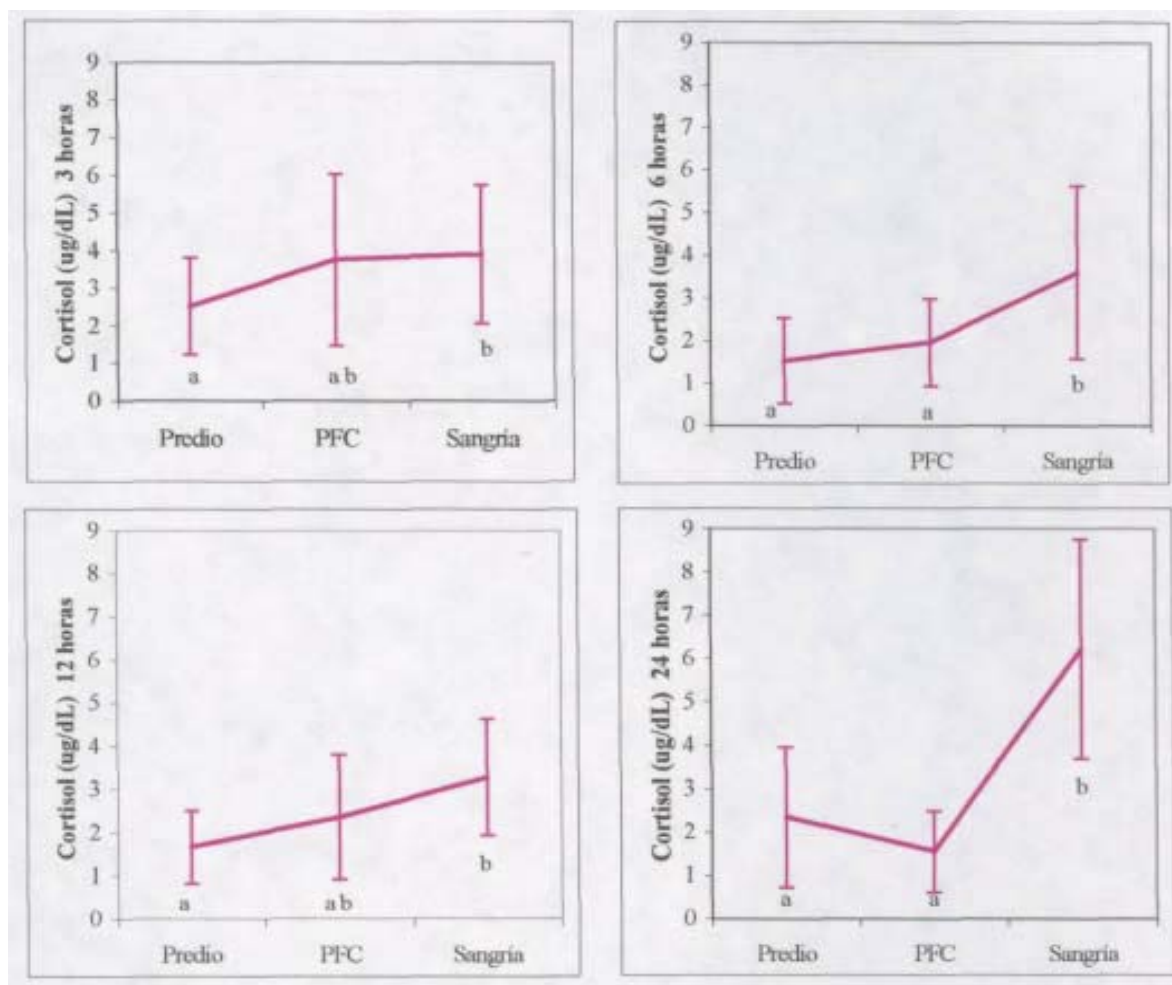 Cortisol (ug/dL) 3 horas
9
8
7
6
5
4
3
2
1
0
a
a b
b
Predio PFC Sangría
Cortisol (ug/dL) 6 horas
9
8
7
6
5
4
3
2
1
0
a
a
b
Predio PFC Sangría
Cortisol (ug/dL) 12 horas
9
8
7
6
5
4
3
2
1
0
a
a b
b
Predio PFC Sangría
Cortisol (ug/dL) 24 horas
9
8
7
6
5
4
3
2
1
0
a
a
b
Predio PFC Sangría